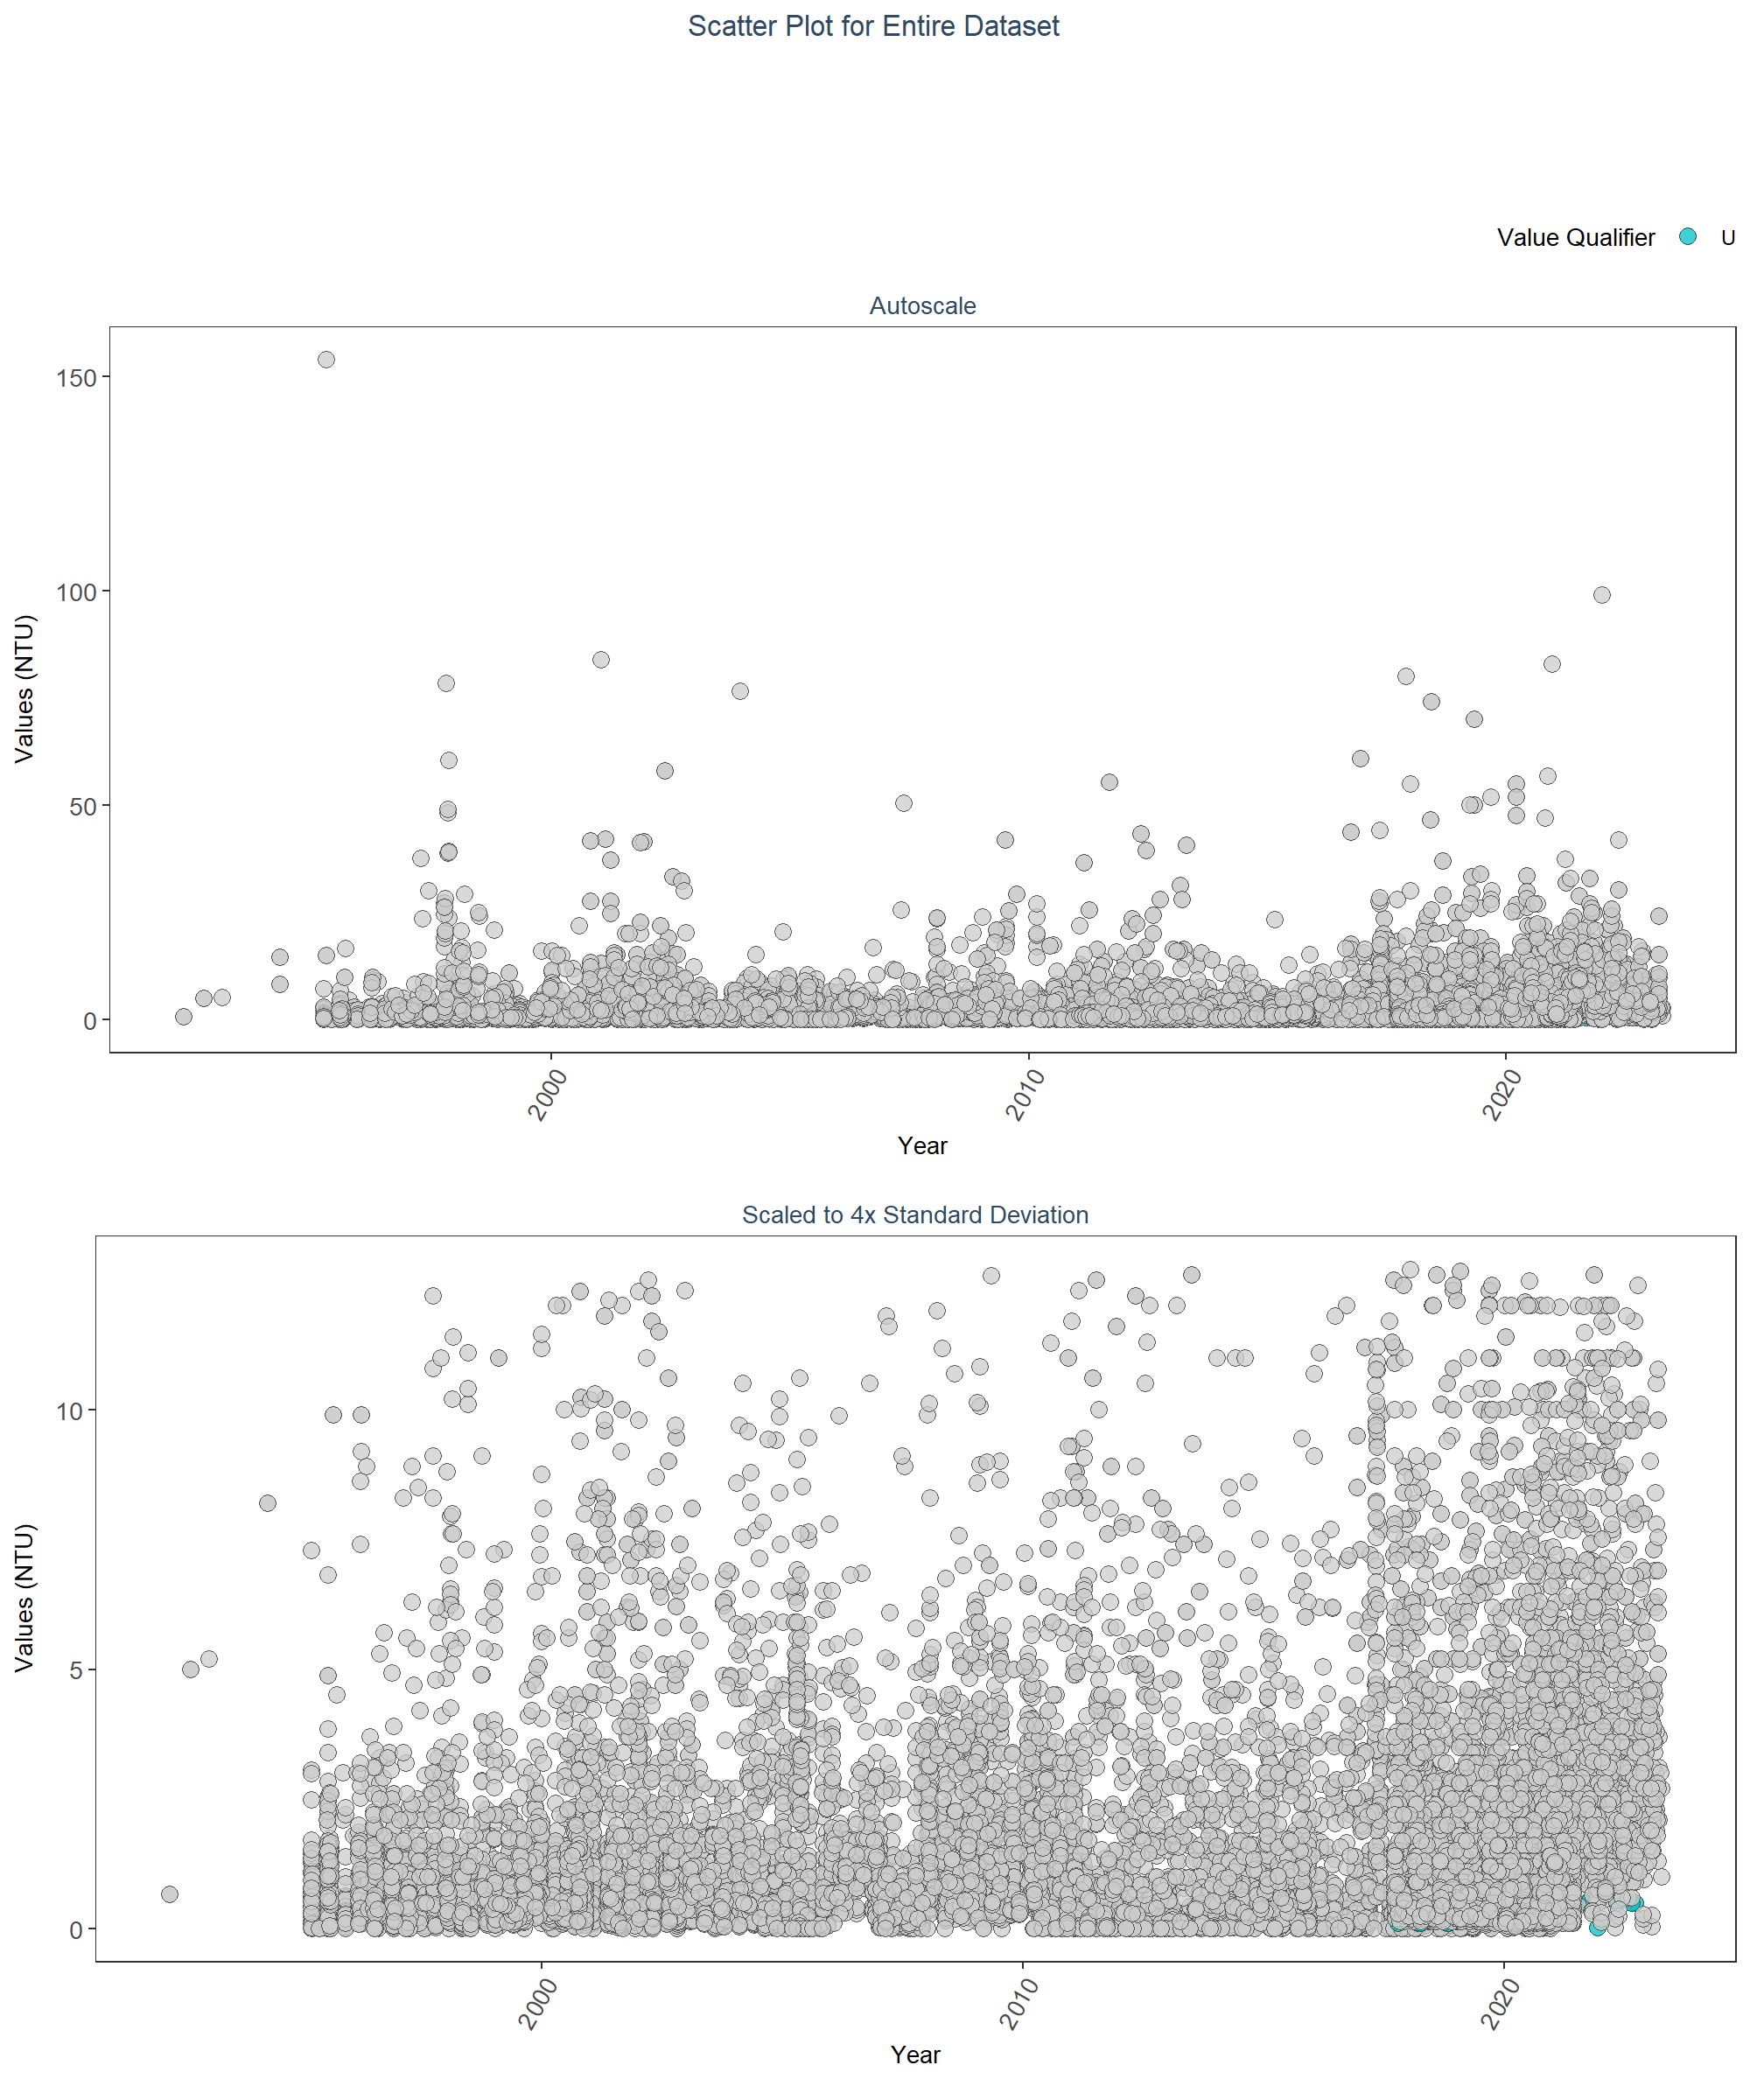 Scatter Plot for Entire Dataset
Value Qualifier U
Autoscale
150
100
50
0
Values (NTU)
2000 2010 2020
Year
Scaled to 4x Standard Deviation
10
5
0
Values (NTU)
2000 2010 2020
Year